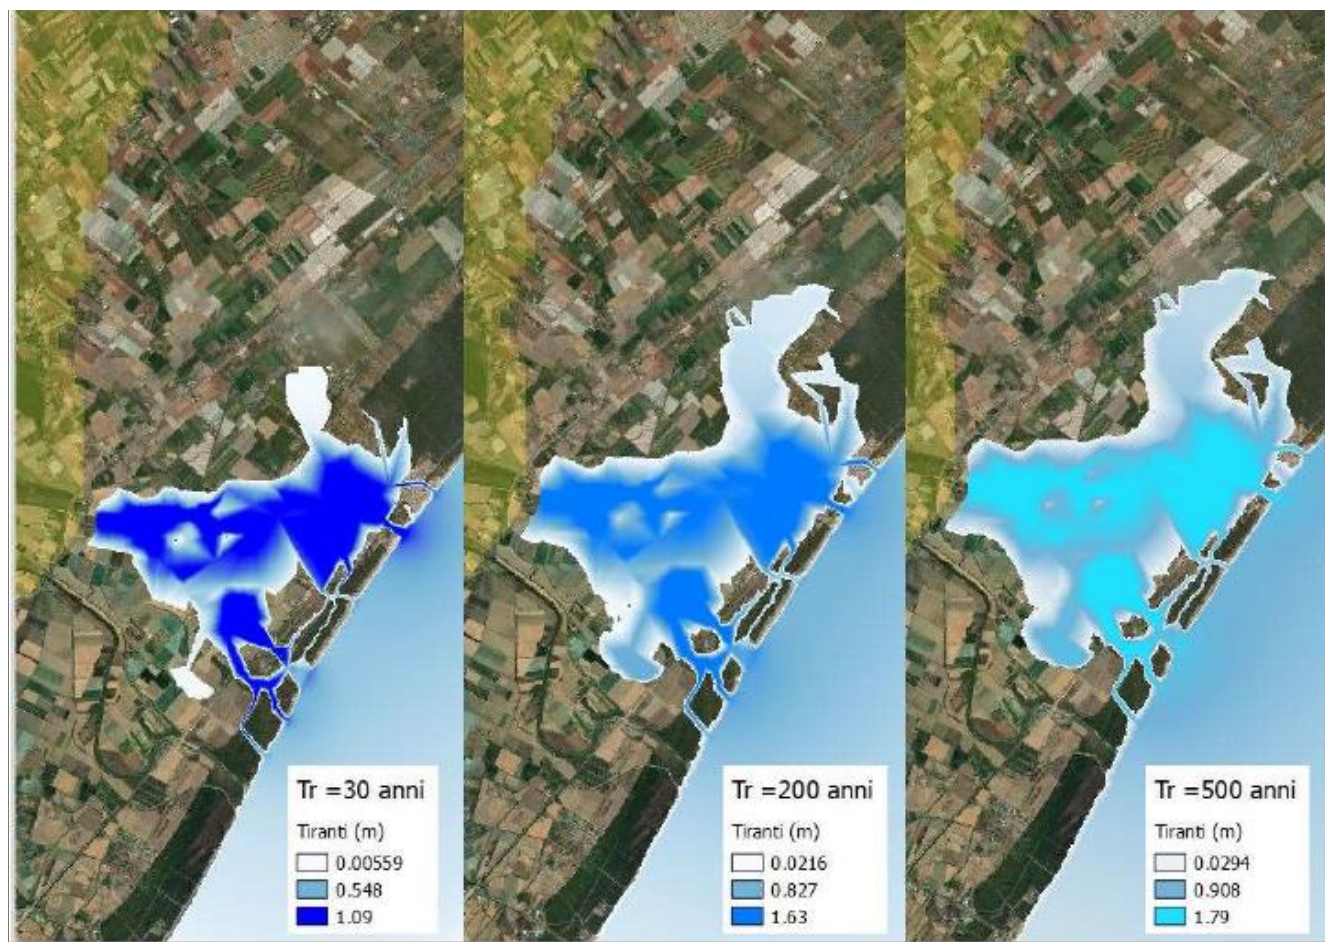 Tr =30 anni
Tiranti (m)
0.00559
0.548
1.09
Tr =200 anni
Tiranti (m)
0.0216
0.827
1.63
Tr =500 anni
Tiranti (m)
0.0294
0.908
1.79